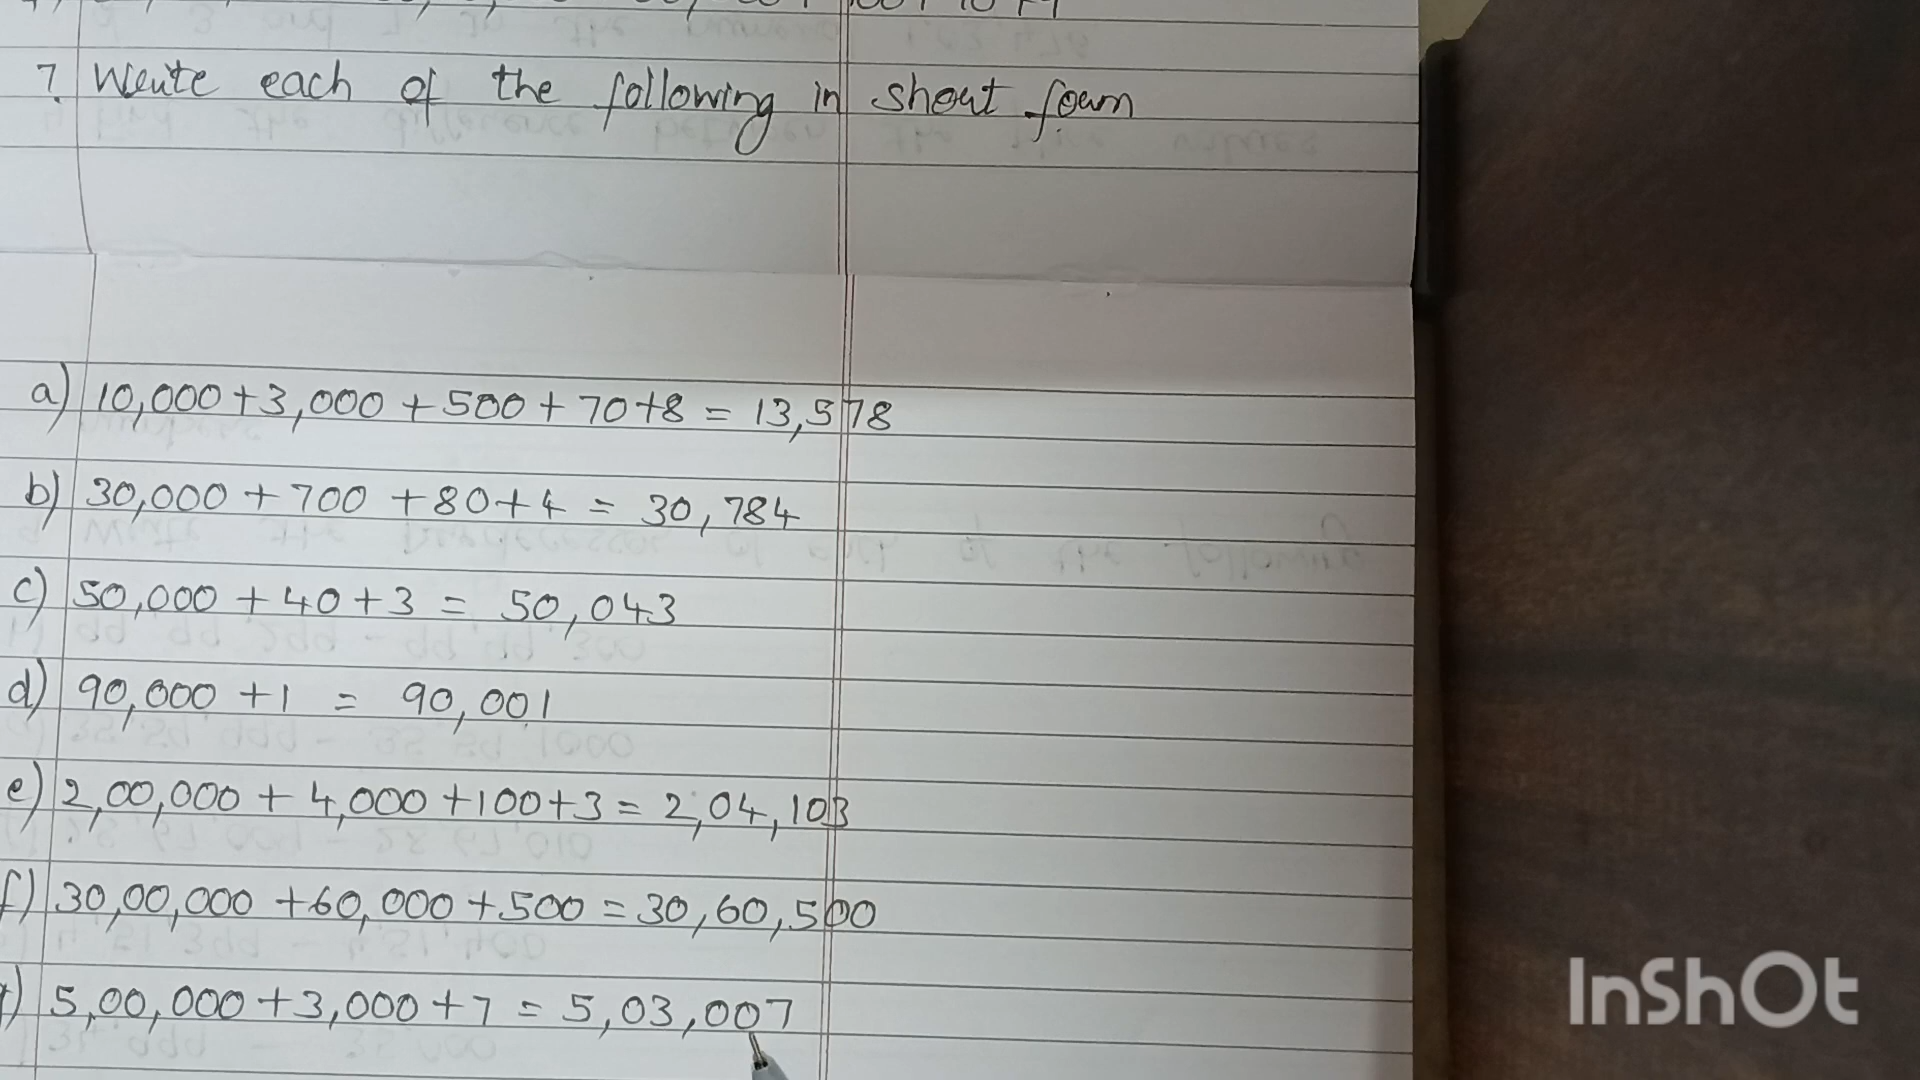 7. Write each of the following in short form
a) 10,000+3,000+500+70+8 = 13,578
b) 30,000+700+80+4 = 30,784
c) 50,000+40+3 = 50,043
d) 90,000+1 = 90,001
e) 2,00,000+4,000+100+3=2,04,103
f) 30,00,000+60,000+500=30,60,500
5,00,000+3,000+7 = 5,03,007
InShOt